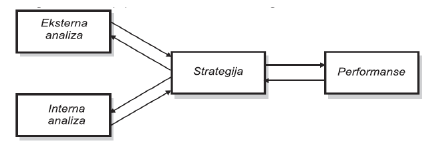 Eksterna
analiza
Strategija
Performanse
Interna
analiza